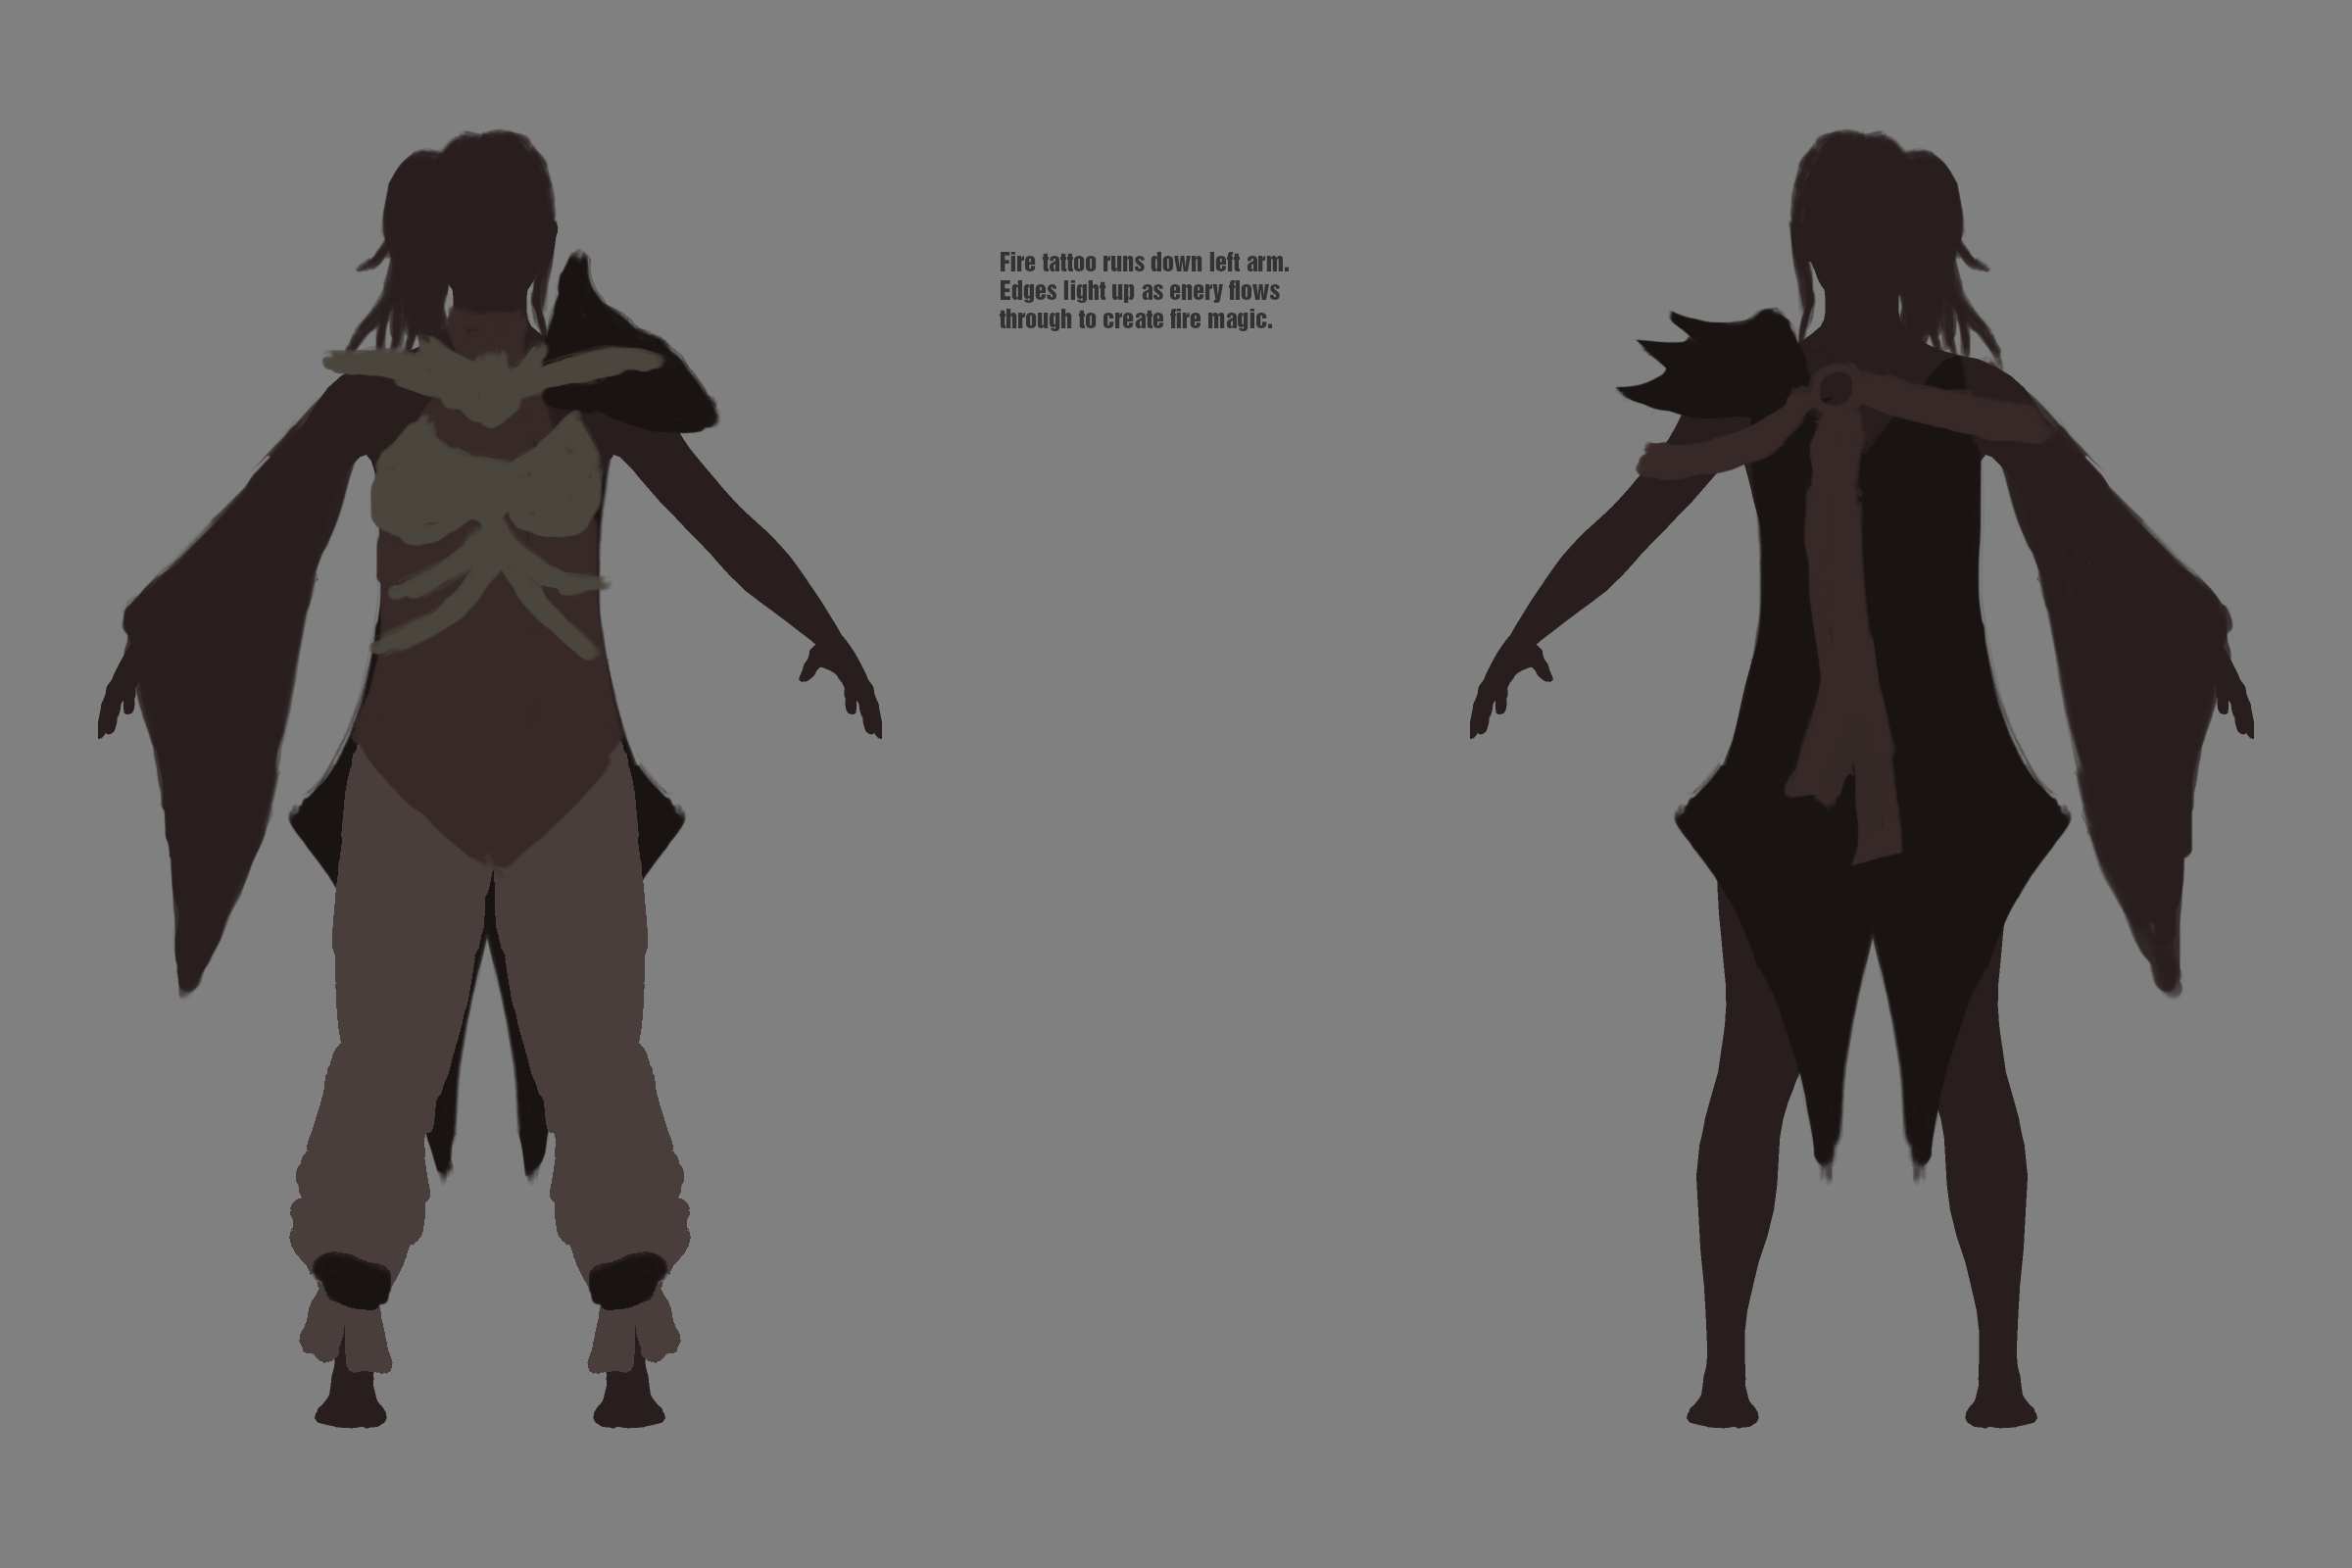 Fire tattoo runs down left arm.
Edges light up as enery flows
through to create fire magic.